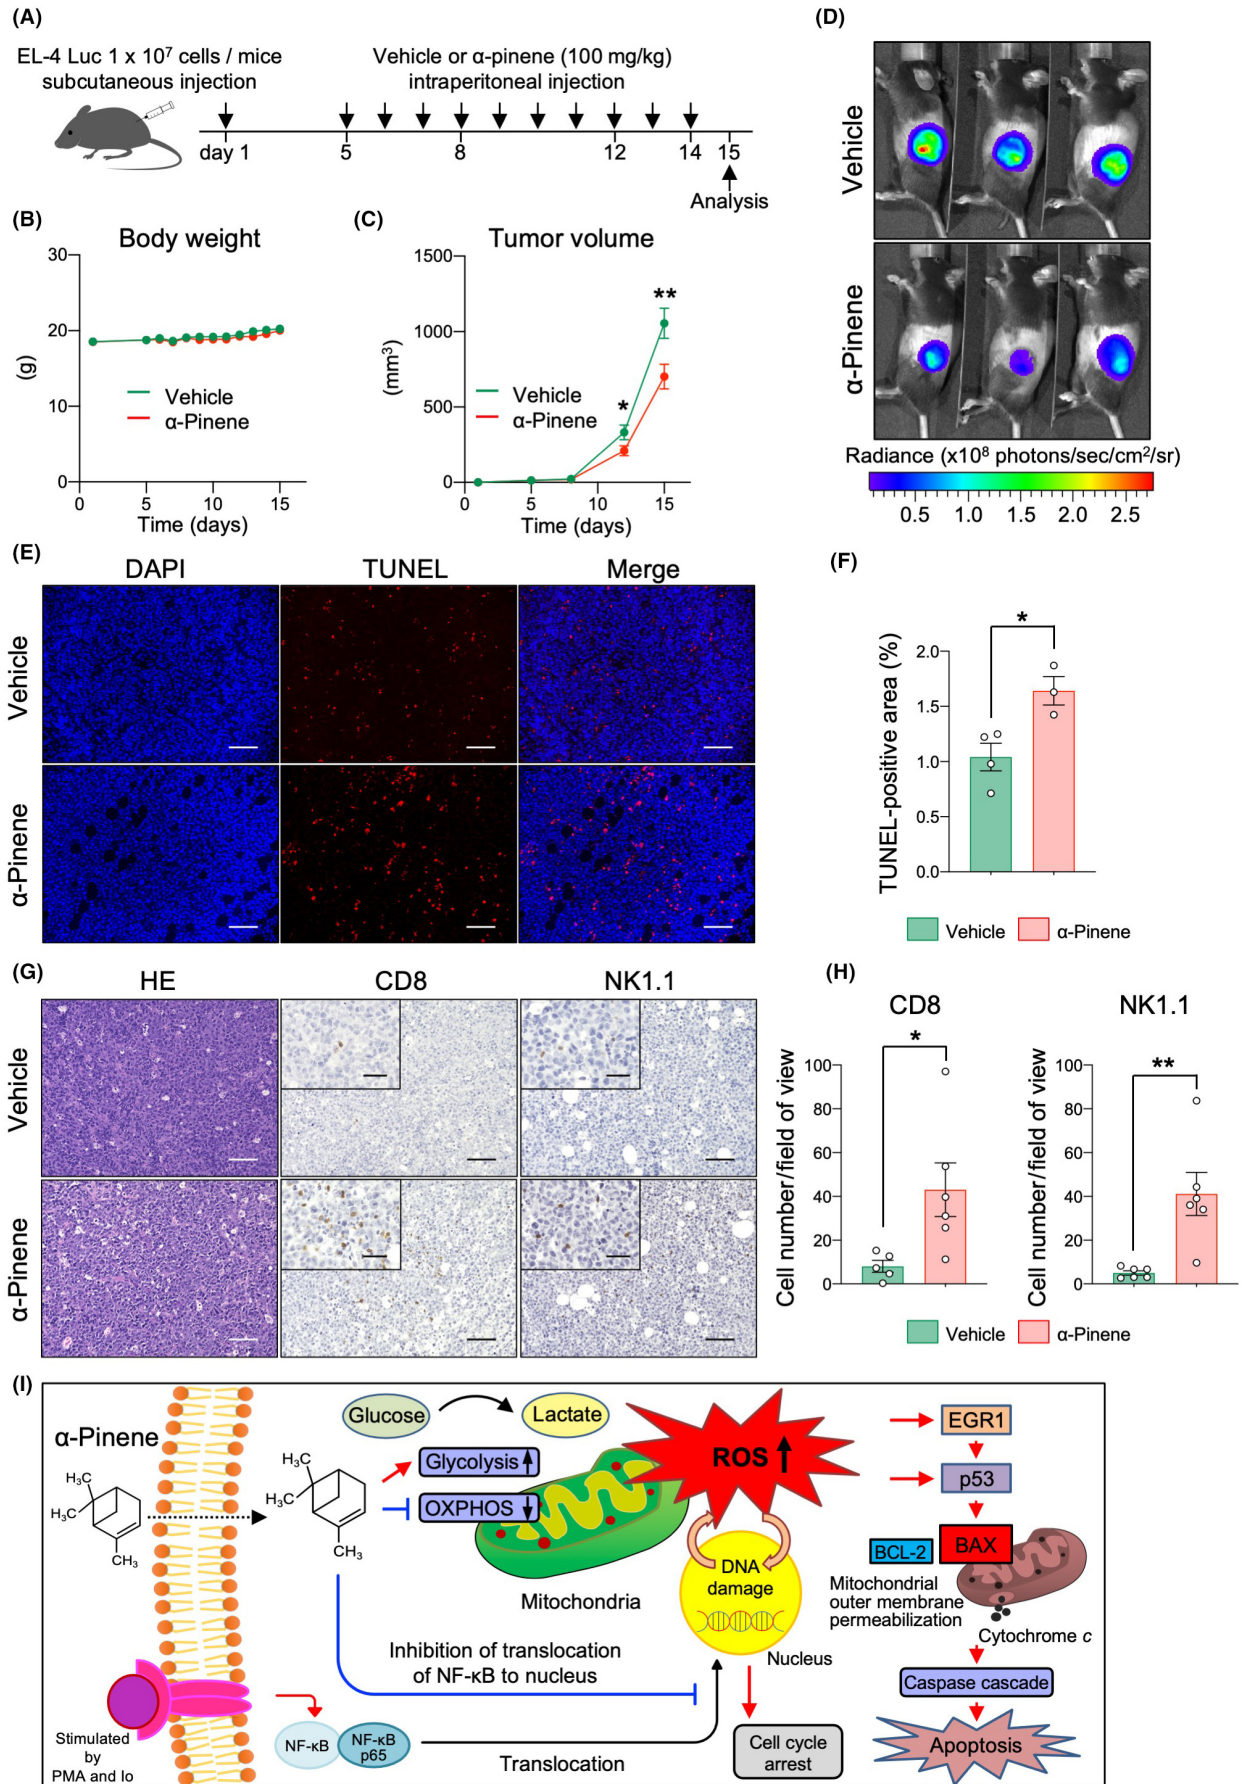 (A)
EL-4 Luc 1 x 10⁷ cells / mice
subcutaneous injection
Vehicle or α-pinene (100 mg/kg)
intraperitoneal injection
day 1
5
8
12
14
15
Analysis
(B)
Body weight
30
20
10
0
(g)
Vehicle
α-Pinene
0
5
10
15
Time (days)
(C)
Tumor volume
1500
1000
500
0
(mm³)
*
**
Vehicle
α-Pinene
0
5
10
15
Time (days)
(D)
Vehicle
α-Pinene
Radiance (x10⁸ photons/sec/cm²/sr)
0.5
1.0
1.5
2.0
2.5
(E)
DAPI
TUNEL
Merge
Vehicle
α-Pinene
(F)
TUNEL-positive area (%)
*
2.0
1.5
1.0
0.5
0.0
Vehicle
α-Pinene
(G)
HE
CD8
NK1.1
Vehicle
α-Pinene
(H)
CD8
Cell number/field of view
*
100
80
60
40
20
0
NK1.1
Cell number/field of view
**
100
80
60
40
20
0
Vehicle
α-Pinene
(I)
α-Pinene
H₃C
H₃C
CH₃
H₃C
H₃C
CH₃
Glucose
Lactate
Glycolysis
OXPHOS
Mitochondria
ROS
DNA
damage
Nucleus
Inhibition of translocation
of NF-κB to nucleus
Stimulated
by
PMA and Io
NF-κB
NF-κB
p65
Translocation
Cell cycle
arrest
EGR1
p53
BCL-2
BAX
Mitochondrial
outer membrane
permeabilization
Cytochrome c
Caspase cascade
Apoptosis